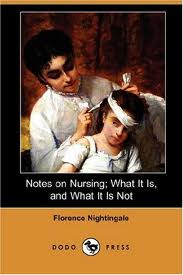 Notes on Nursing; What It Is,
and What It Is Not
Florence Nightingale
DODO PRESS